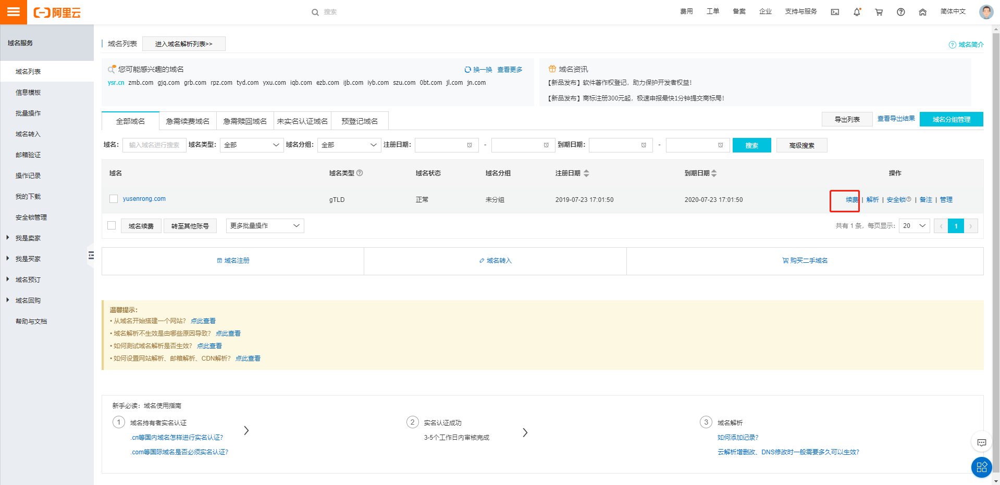 阿里云
搜索
费用 工单 备案 企业 支持与服务 简体中文
域名服务
域名列表
信息模板
批量操作
域名转入
邮箱验证
操作记录
我的下载
安全锁管理
我是卖家
我是买家
域名预订
域名回购
帮助与文档
域名列表 进入域名解析列表>> 域名简介
您可能感兴趣的域名 换一换 查看更多
ysr.cn zmb.com gjq.com grb.com rpz.com tyd.com yxu.com iqb.com ezb.com ijb.com iyb.com szu.com 0bt.com jl.com jn.com
域名资讯
【新品发布】软件著作权登记，助力保护开发者权益！
【新品发布】商标注册300元起，极速申报最快1分钟提交商标局！
全部域名 急需续费域名 急需赎回域名 未实名认证域名 预登记域名 导出列表 查看导出结果 域名分组管理
域名： 输入域名进行搜索 域名类型： 全部 域名分组： 全部 注册日期： - 到期日期： - 搜索 高级搜索
域名 域名类型 域名状态 域名分组 注册日期 到期日期 操作
yusenrong.com gTLD 正常 未分组 2019-07-23 17:01:50 2020-07-23 17:01:50 续费 | 解析 | 安全锁 | 备注 | 管理
域名续费 转至其他账号 更多批量操作 共有 1 条，每页显示： 20 ‹ 1 ›
域名注册 域名转入 购买二手域名
温馨提示：
• 从域名开始搭建一个网站？ 点此查看
• 域名解析不生效是由哪些原因导致？ 点此查看
• 如何测试域名解析是否生效？ 点此查看
• 如何设置网站解析、邮箱解析、CDN解析？ 点此查看
新手必读：域名使用指南
1 域名持有者实名认证
.cn等国内域名怎样进行实名认证？
.com等国际域名是否必须实名认证？
2 实名认证成功
3-5个工作日内审核完成
3 域名解析
如何添加记录？
云解析增删改、DNS修改时一般需要多久可以生效？